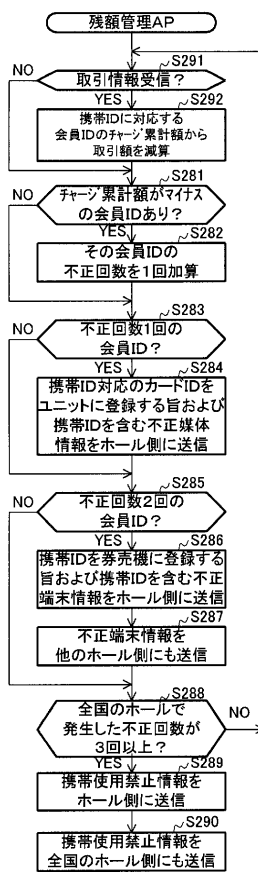 残額管理AP
S291
NO
取引情報受信？
YES
S292
携帯IDに対応する
会員IDのチャージ累計額から
取引額を減算
S281
NO
チャージ累計額がマイナス
の会員IDあり？
YES
S282
その会員IDの
不正回数を1回加算
S283
NO
不正回数1回の
会員ID？
YES
S284
携帯ID対応のカードIDを
ユニットに登録する旨および
携帯IDを含む不正媒体
情報をホール側に送信
S285
NO
不正回数2回の
会員ID？
YES
S286
携帯IDを券売機に登録する
旨および携帯IDを含む不正
端末情報をホール側に送信
S287
不正端末情報を
他のホール側にも送信
S288
全国のホールで
発生した不正回数が
3回以上？
NO
YES
S289
携帯使用禁止情報を
ホール側に送信
S290
携帯使用禁止情報を
全国のホール側にも送信